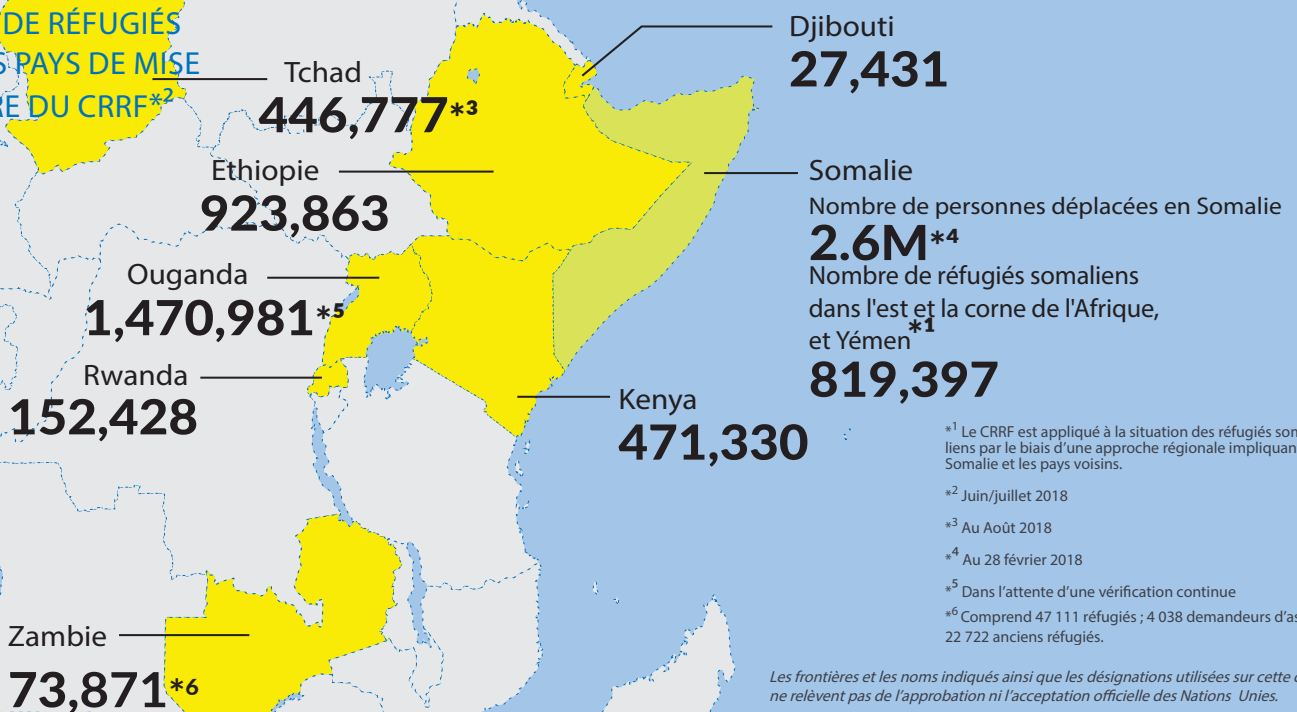 DE RÉFUGIÉS
PAYS DE MISE
DU CRRF*2
Tchad
446,777*3
Ethiopie
923,863
Ouganda
1,470,981*5
Rwanda
152,428
Zambie
73,871*6
Djibouti
27,431
Somalie
Nombre de personnes déplacées en Somalie
2.6M*4
Nombre de réfugiés somaliens
dans l'est et la corne de l'Afrique,
et Yémen*1
819,397
Kenya
471,330
*1 Le CRRF est appliqué à la situation des réfugiés
liens par le biais d'une approche régionale
Somalie et les pays voisins.
*2 Juin/juillet 2018
*3 Au Août 2018
*4 Au 28 février 2018
*5 Dans l'attente d'une vérification continue
*6 Comprend 47 111 réfugiés ; 4 038 demandeurs
22 722 anciens réfugiés.
Les frontières et les noms indiqués ainsi que les désignations utilisées sur cette
ne relèvent pas de l'approbation ni l'acceptation officielle des Nations Unies.